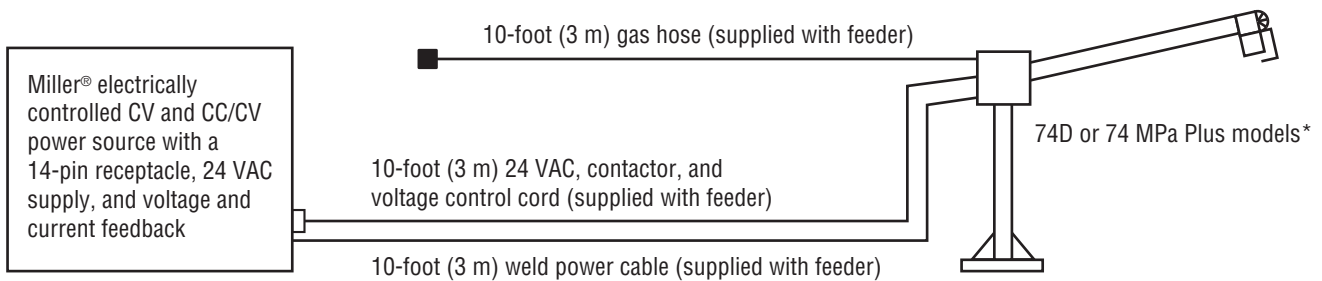 10-foot (3 m) gas hose (supplied with feeder)
Miller® electrically
controlled CV and CC/CV
power source with a
14-pin receptacle, 24 VAC
supply, and voltage and
current feedback
74D or 74 MPa Plus models*
10-foot (3 m) 24 VAC, contactor, and
voltage control cord (supplied with feeder)
10-foot (3 m) weld power cable (supplied with feeder)